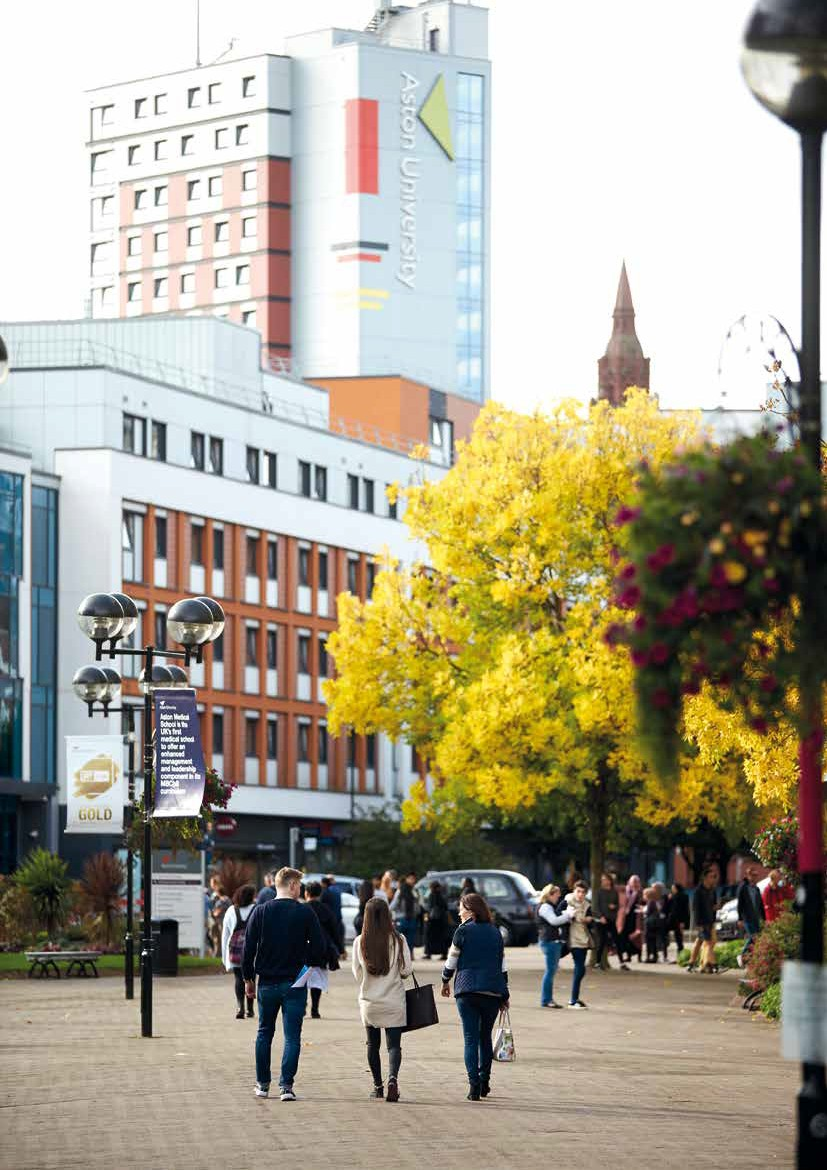 Aston University
Aston Medical
School is the
UK's first
medical school
to offer an
enhanced
management
and leadership
component in its
MBChB
curriculum
GOLD